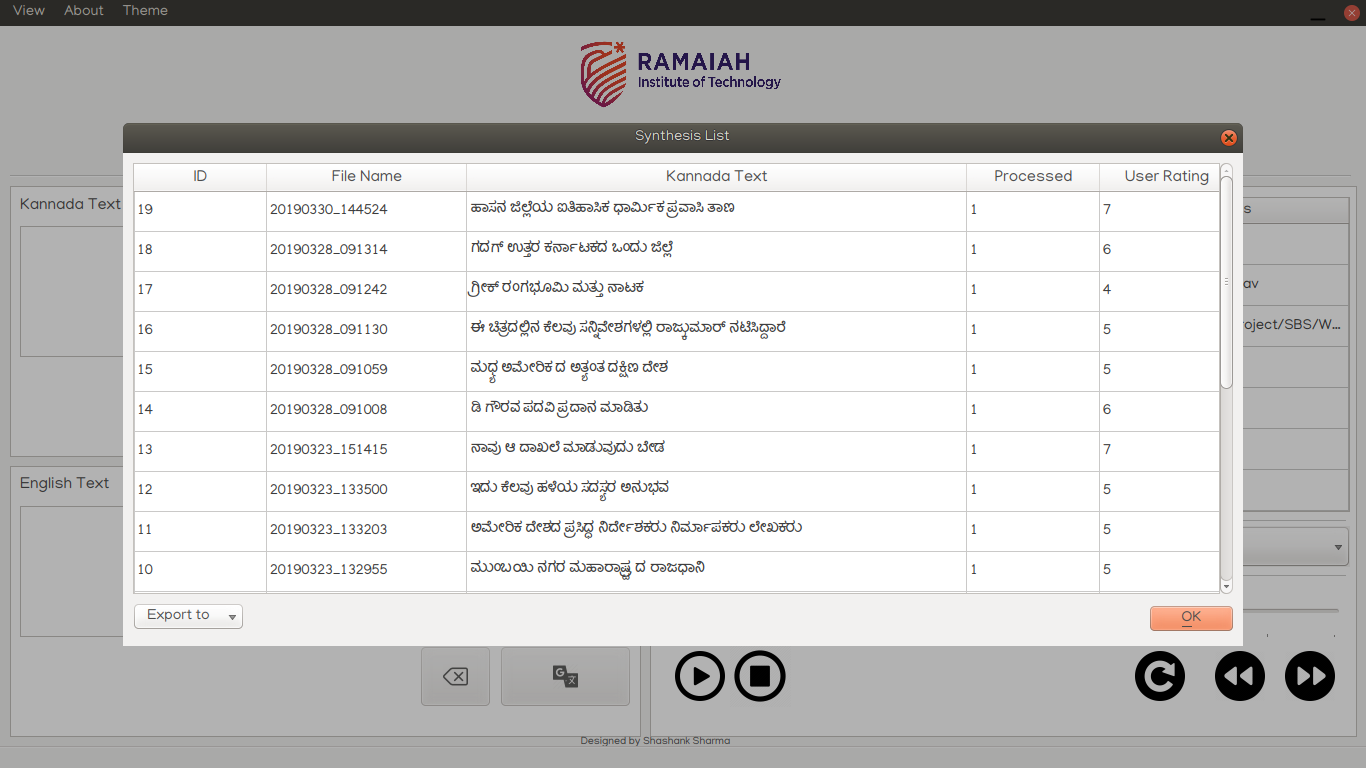 View About Theme
RAMAIAH
Institute of Technology
Synthesis List
ID File Name Kannada Text Processed User Rating
19 20190330_144524 ಹಾಸನ ಜಿಲ್ಲೆಯ ಐತಿಹಾಸಿಕ ಧಾರ್ಮಿಕ ಪ್ರವಾಸಿ ತಾಣ 1 7
18 20190328_091314 ಗದಗ್ ಉತ್ತರ ಕರ್ನಾಟಕದ ಒಂದು ಜಿಲ್ಲೆ 1 6
17 20190328_091242 ಗ್ರೀಕ್ ರಂಗಭೂಮಿ ಮತ್ತು ನಾಟಕ 1 4
16 20190328_091130 ಈ ಚಿತ್ರದಲ್ಲಿನ ಕೆಲವು ಸನ್ನಿವೇಶಗಳಲ್ಲಿ ರಾಜ್ಕುಮಾರ್ ನಟಿಸಿದ್ದಾರೆ 1 5
15 20190328_091059 ಮಧ್ಯ ಅಮೇರಿಕ ದ ಅತ್ಯಂತ ದಕ್ಷಿಣ ದೇಶ 1 5
14 20190328_091008 ಡಿ ಗೌರವ ಪದವಿ ಪ್ರದಾನ ಮಾಡಿತು 1 6
13 20190323_151415 ನಾವು ಆ ದಾಖಲೆ ಮಾಡುವುದು ಬೇಡ 1 7
12 20190323_133500 ಇದು ಕೆಲವು ಹಳೆಯ ಸದಸ್ಯರ ಅನುಭವ 1 5
11 20190323_133203 ಅಮೇರಿಕ ದೇಶದ ಪ್ರಸಿದ್ಧ ನಿರ್ದೇಶಕರು ನಿರ್ಮಾಪಕರು ಲೇಖಕರು 1 5
10 20190323_132955 ಮುಂಬಯಿ ನಗರ ಮಹಾರಾಷ್ಟ್ರ ದ ರಾಜಧಾನಿ 1 5
Export to OK
Kannada Text
English Text
s
av
roject/SBS/W...
Designed by Shashank Sharma